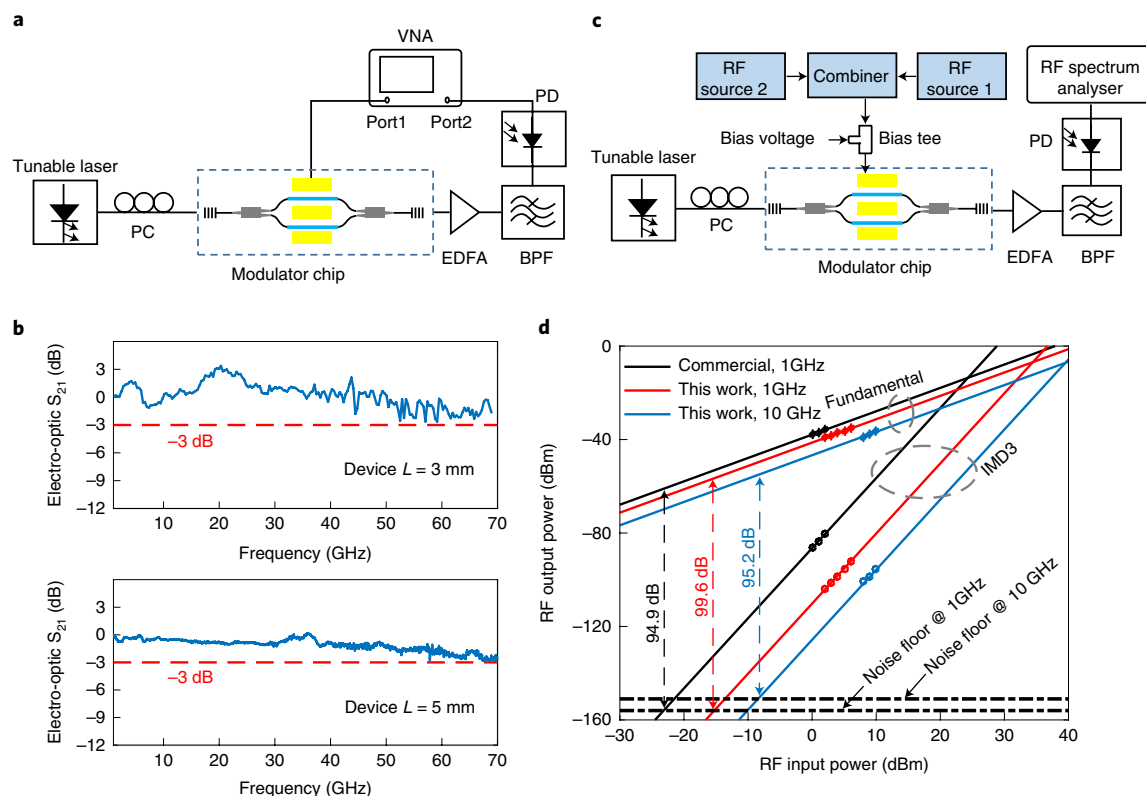 a
VNA
Port1
Port2
PD
Tunable laser
PC
Modulator chip
EDFA
BPF
b
Electro-optic S21 (dB)
3
0
−3
−6
−9
−12
−3 dB
Device L = 3 mm
10
20
30
40
50
60
70
Frequency (GHz)
Electro-optic S21 (dB)
3
0
−3
−6
−9
−12
−3 dB
Device L = 5 mm
10
20
30
40
50
60
70
Frequency (GHz)
c
RF
source 2
Combiner
RF
source 1
RF spectrum
analyser
Bias voltage
Bias tee
PD
Tunable laser
PC
Modulator chip
EDFA
BPF
d
RF output power (dBm)
0
−40
−80
−120
−160
Commercial, 1GHz
This work, 1GHz
This work, 10 GHz
Fundamental
IMD3
94.9 dB
99.6 dB
95.2 dB
Noise floor @ 1GHz
Noise floor @ 10 GHz
−30
−20
−10
0
10
20
30
40
RF input power (dBm)